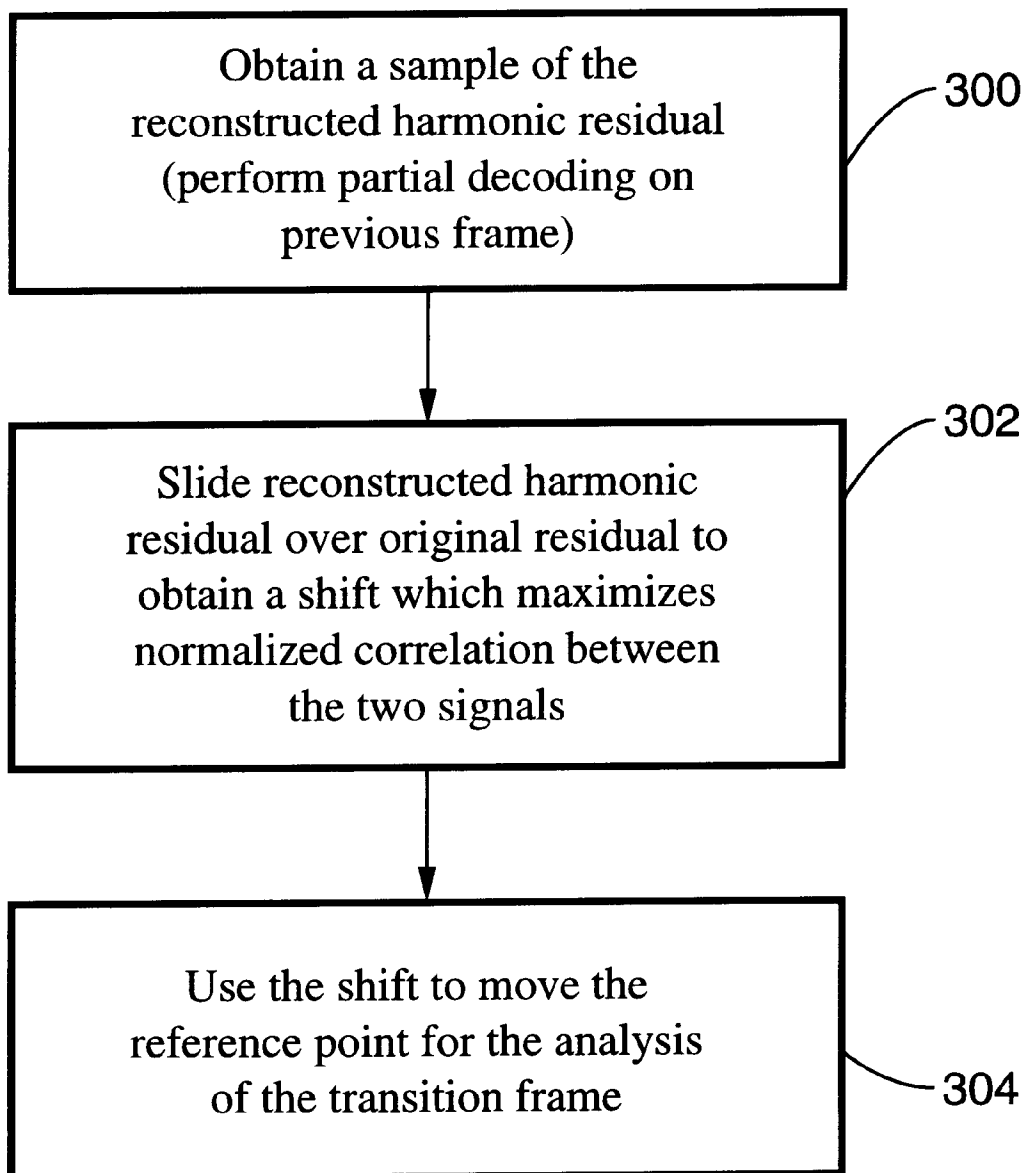 Obtain a sample of the
reconstructed harmonic residual
(perform partial decoding on
previous frame)
300
Slide reconstructed harmonic
residual over original residual to
obtain a shift which maximizes
normalized correlation between
the two signals
302
Use the shift to move the
reference point for the analysis
of the transition frame
304